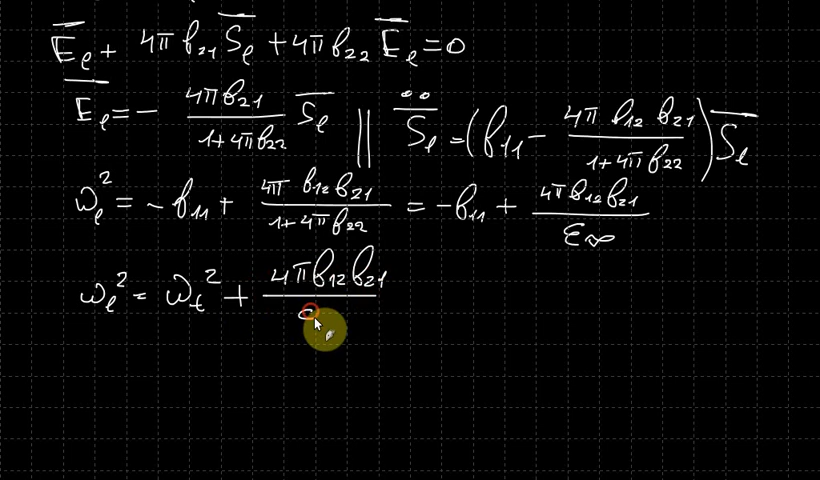 E̅ₗ + 4π b₂₁ S̅ₗ + 4π b₂₂ E̅ₗ = 0
E̅ₗ = − 4π b₂₁ / (1+4π b₂₂) S̅ₗ || S̅̈ₗ = (b₁₁ − 4π b₁₂ b₂₁ / (1+4π b₂₂)) S̅ₗ
ωₗ² = − b₁₁ + 4π b₁₂ b₂₁ / (1+4π b₂₂) = − b₁₁ + 4π b₁₂ b₂₁ / ε∞
ωₗ² = ωₜ² + 4π b₁₂ b₂₁ /